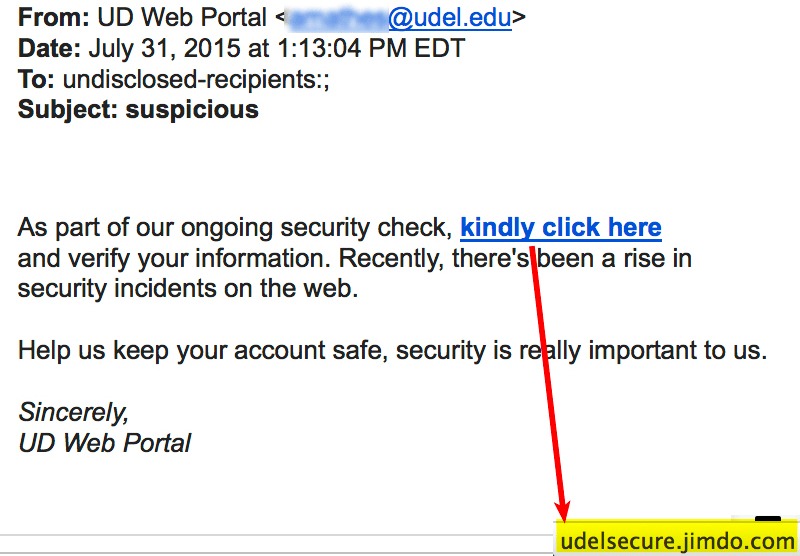 From: UD Web Portal < @udel.edu>
Date: July 31, 2015 at 1:13:04 PM EDT
To: undisclosed-recipients:;
Subject: suspicious
As part of our ongoing security check, kindly click here
and verify your information. Recently, there's been a rise in
security incidents on the web.
Help us keep your account safe, security is really important to us.
Sincerely,
UD Web Portal
udelsecure.jimdo.com